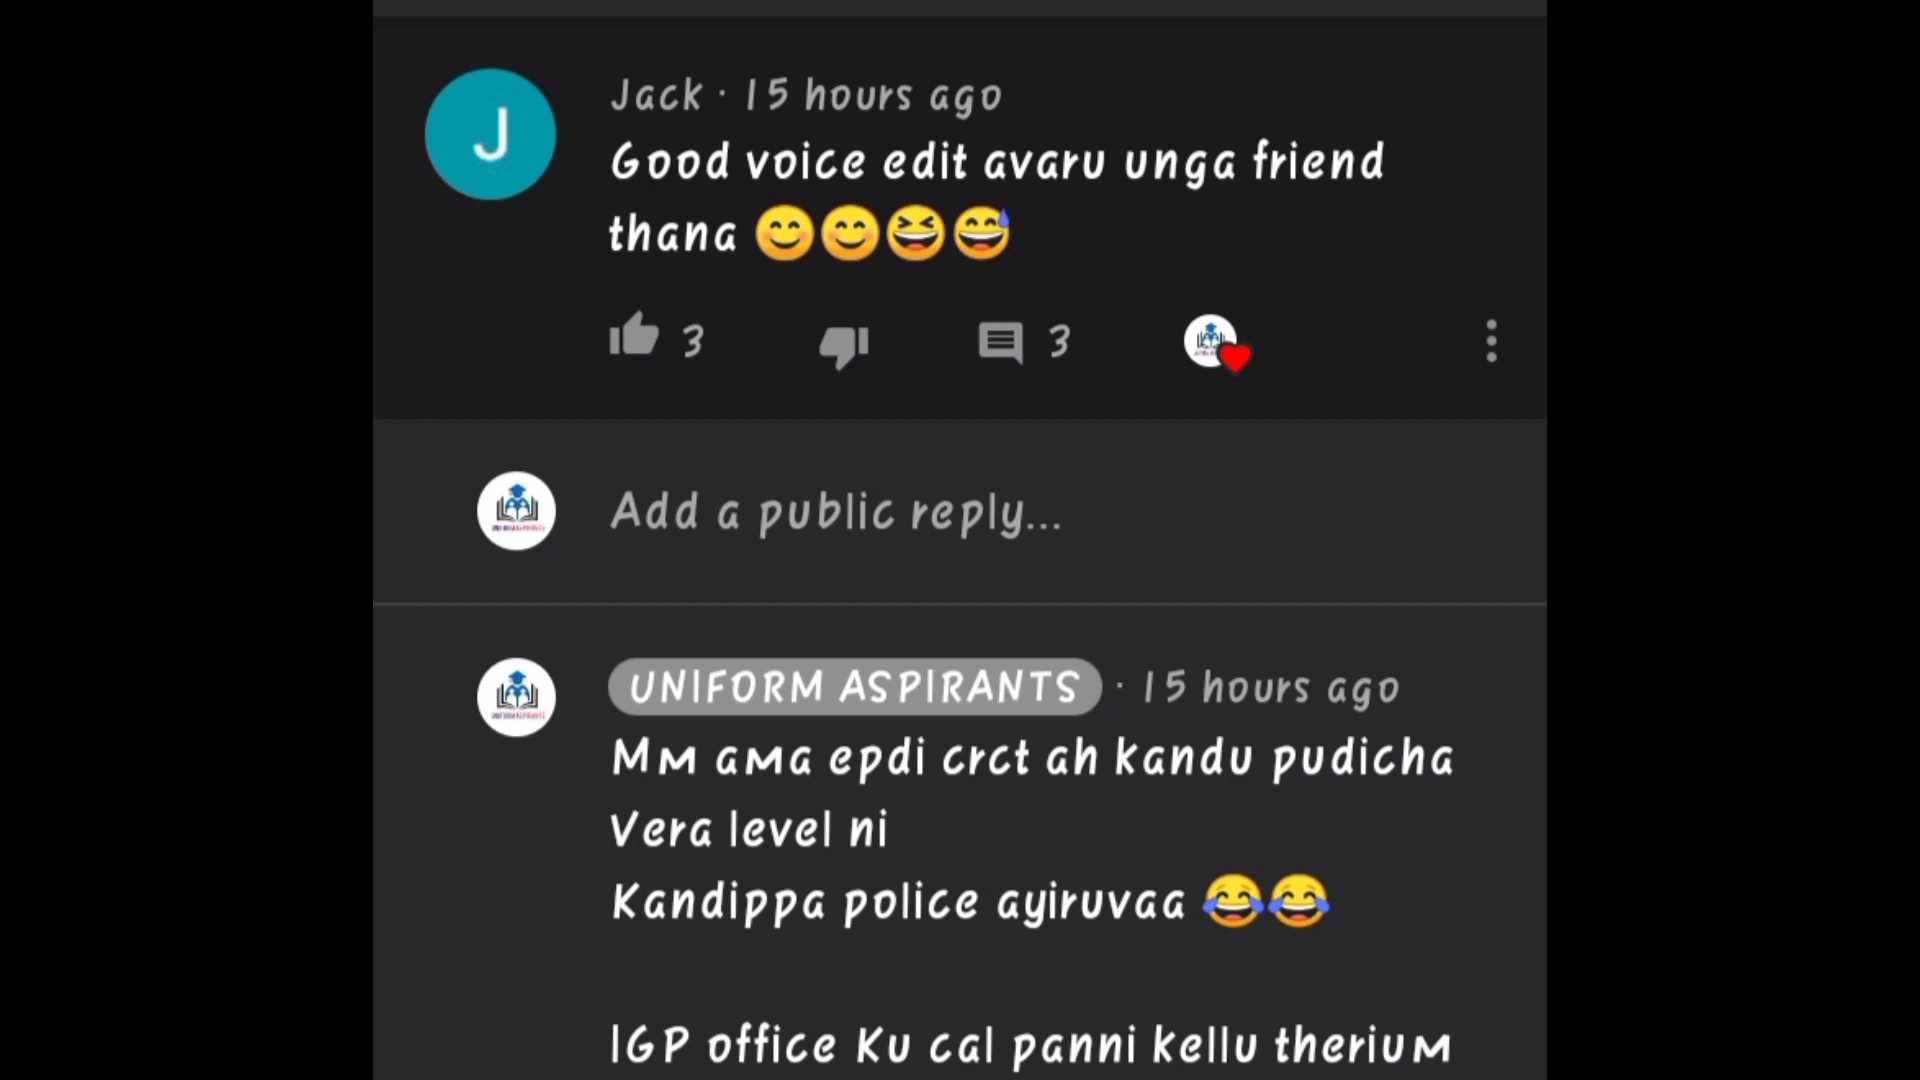 J
Jack · 15 hours ago
Good voice edit avaru unga friend
thana 😊😊😆😅
3
3
Add a public reply...
UNIFORM ASPIRANTS · 15 hours ago
Mm ama epdi crct ah kandu pudicha
Vera level ni
Kandippa police ayiruvaa 😂😂
IGP office Ku cal panni kellu therium